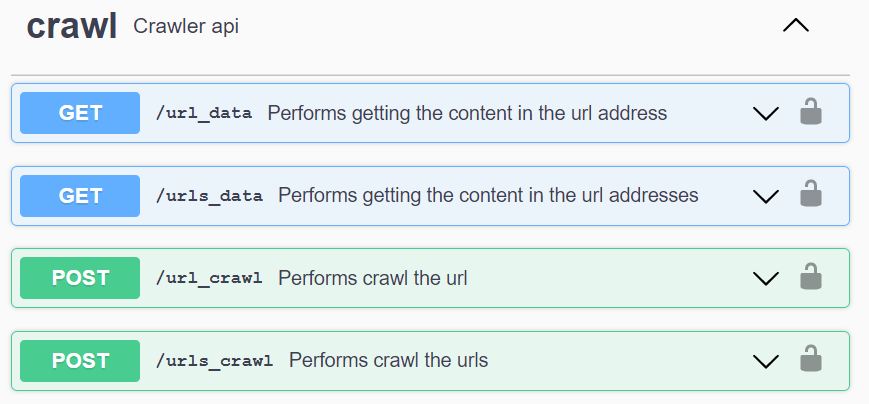 crawl Crawler api
GET /url_data Performs getting the content in the url address
GET /urls_data Performs getting the content in the url addresses
POST /url_crawl Performs crawl the url
POST /urls_crawl Performs crawl the urls